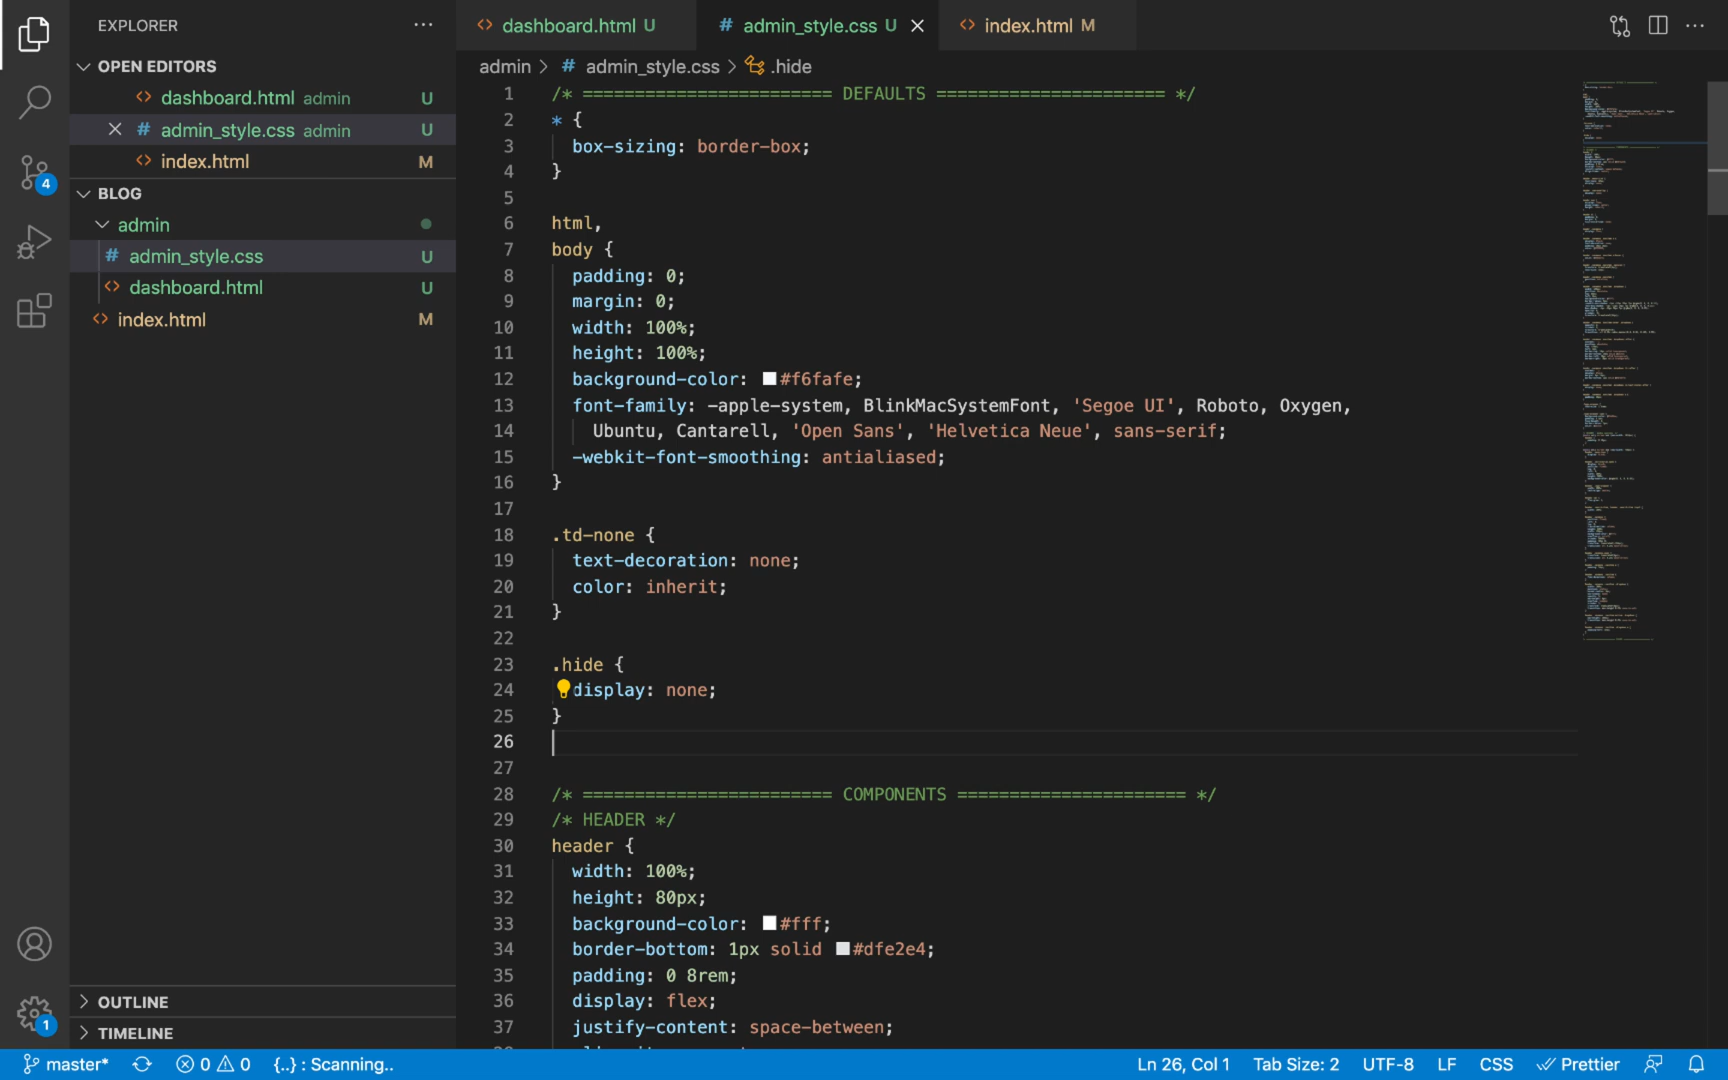 EXPLORER
OPEN EDITORS
dashboard.html admin U
admin_style.css admin U
index.html M
BLOG
admin
admin_style.css U
dashboard.html U
index.html M
OUTLINE
TIMELINE
4
1
dashboard.html U
# admin_style.css U
index.html M
admin > # admin_style.css > .hide
1 /* ======================== DEFAULTS ====================== */
2 * {
3 box-sizing: border-box;
4 }
5
6 html,
7 body {
8 padding: 0;
9 margin: 0;
10 width: 100%;
11 height: 100%;
12 background-color: #f6fafe;
13 font-family: -apple-system, BlinkMacSystemFont, 'Segoe UI', Roboto, Oxygen,
14 Ubuntu, Cantarell, 'Open Sans', 'Helvetica Neue', sans-serif;
15 -webkit-font-smoothing: antialiased;
16 }
17
18 .td-none {
19 text-decoration: none;
20 color: inherit;
21 }
22
23 .hide {
24 display: none;
25 }
26
27
28 /* ======================== COMPONENTS ====================== */
29 /* HEADER */
30 header {
31 width: 100%;
32 height: 80px;
33 background-color: #fff;
34 border-bottom: 1px solid #dfe2e4;
35 padding: 0 8rem;
36 display: flex;
37 justify-content: space-between;
master* 0 0 {..} : Scanning.. Ln 26, Col 1 Tab Size: 2 UTF-8 LF CSS Prettier